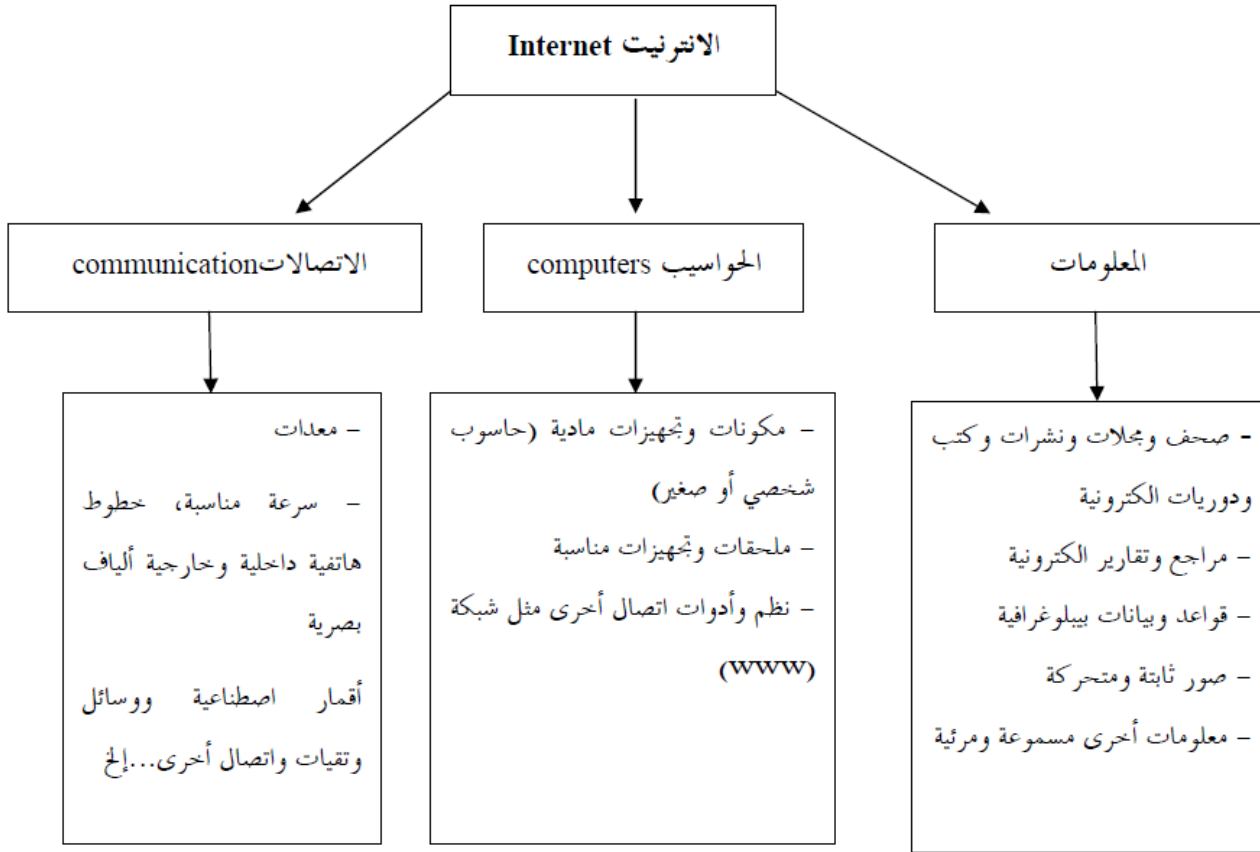 الانترنيت Internet
المعلومات
الحواسيب computers
الاتصالات communication
- صحف ومجلات ونشرات وكتب
ودوريات الكترونية
– مراجع وتقارير الكترونية
– قواعد وبيانات بيبلوغرافية
– صور ثابتة ومتحركة
– معلومات أخرى مسموعة ومرئية
– مكونات وتجهيزات مادية (حاسوب
شخصي أو صغير)
– ملحقات وتجهيزات مناسبة
– نظم وأدوات اتصال أخرى مثل شبكة
(WWW)
– معدات
– سرعة مناسبة، خطوط
هاتفية داخلية وخارجية ألياف
بصرية
أقمار اصطناعية ووسائل
وتقيات واتصال أخرى...إلخ